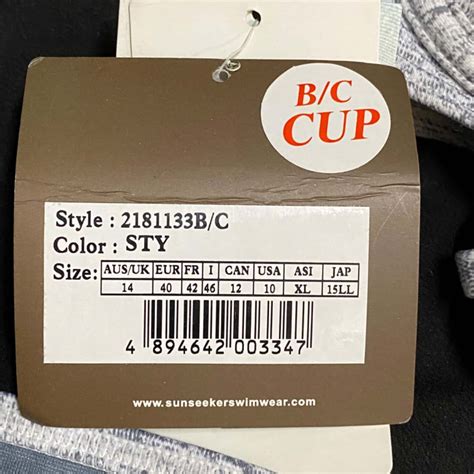 B/C
CUP
Style : 2181133B/C
Color : STY
Size: AUS/UK EUR FR I CAN USA ASI JAP
14 40 42 46 12 10 XL 15LL
4 894642 003347
www.sunseekerswimwear.com